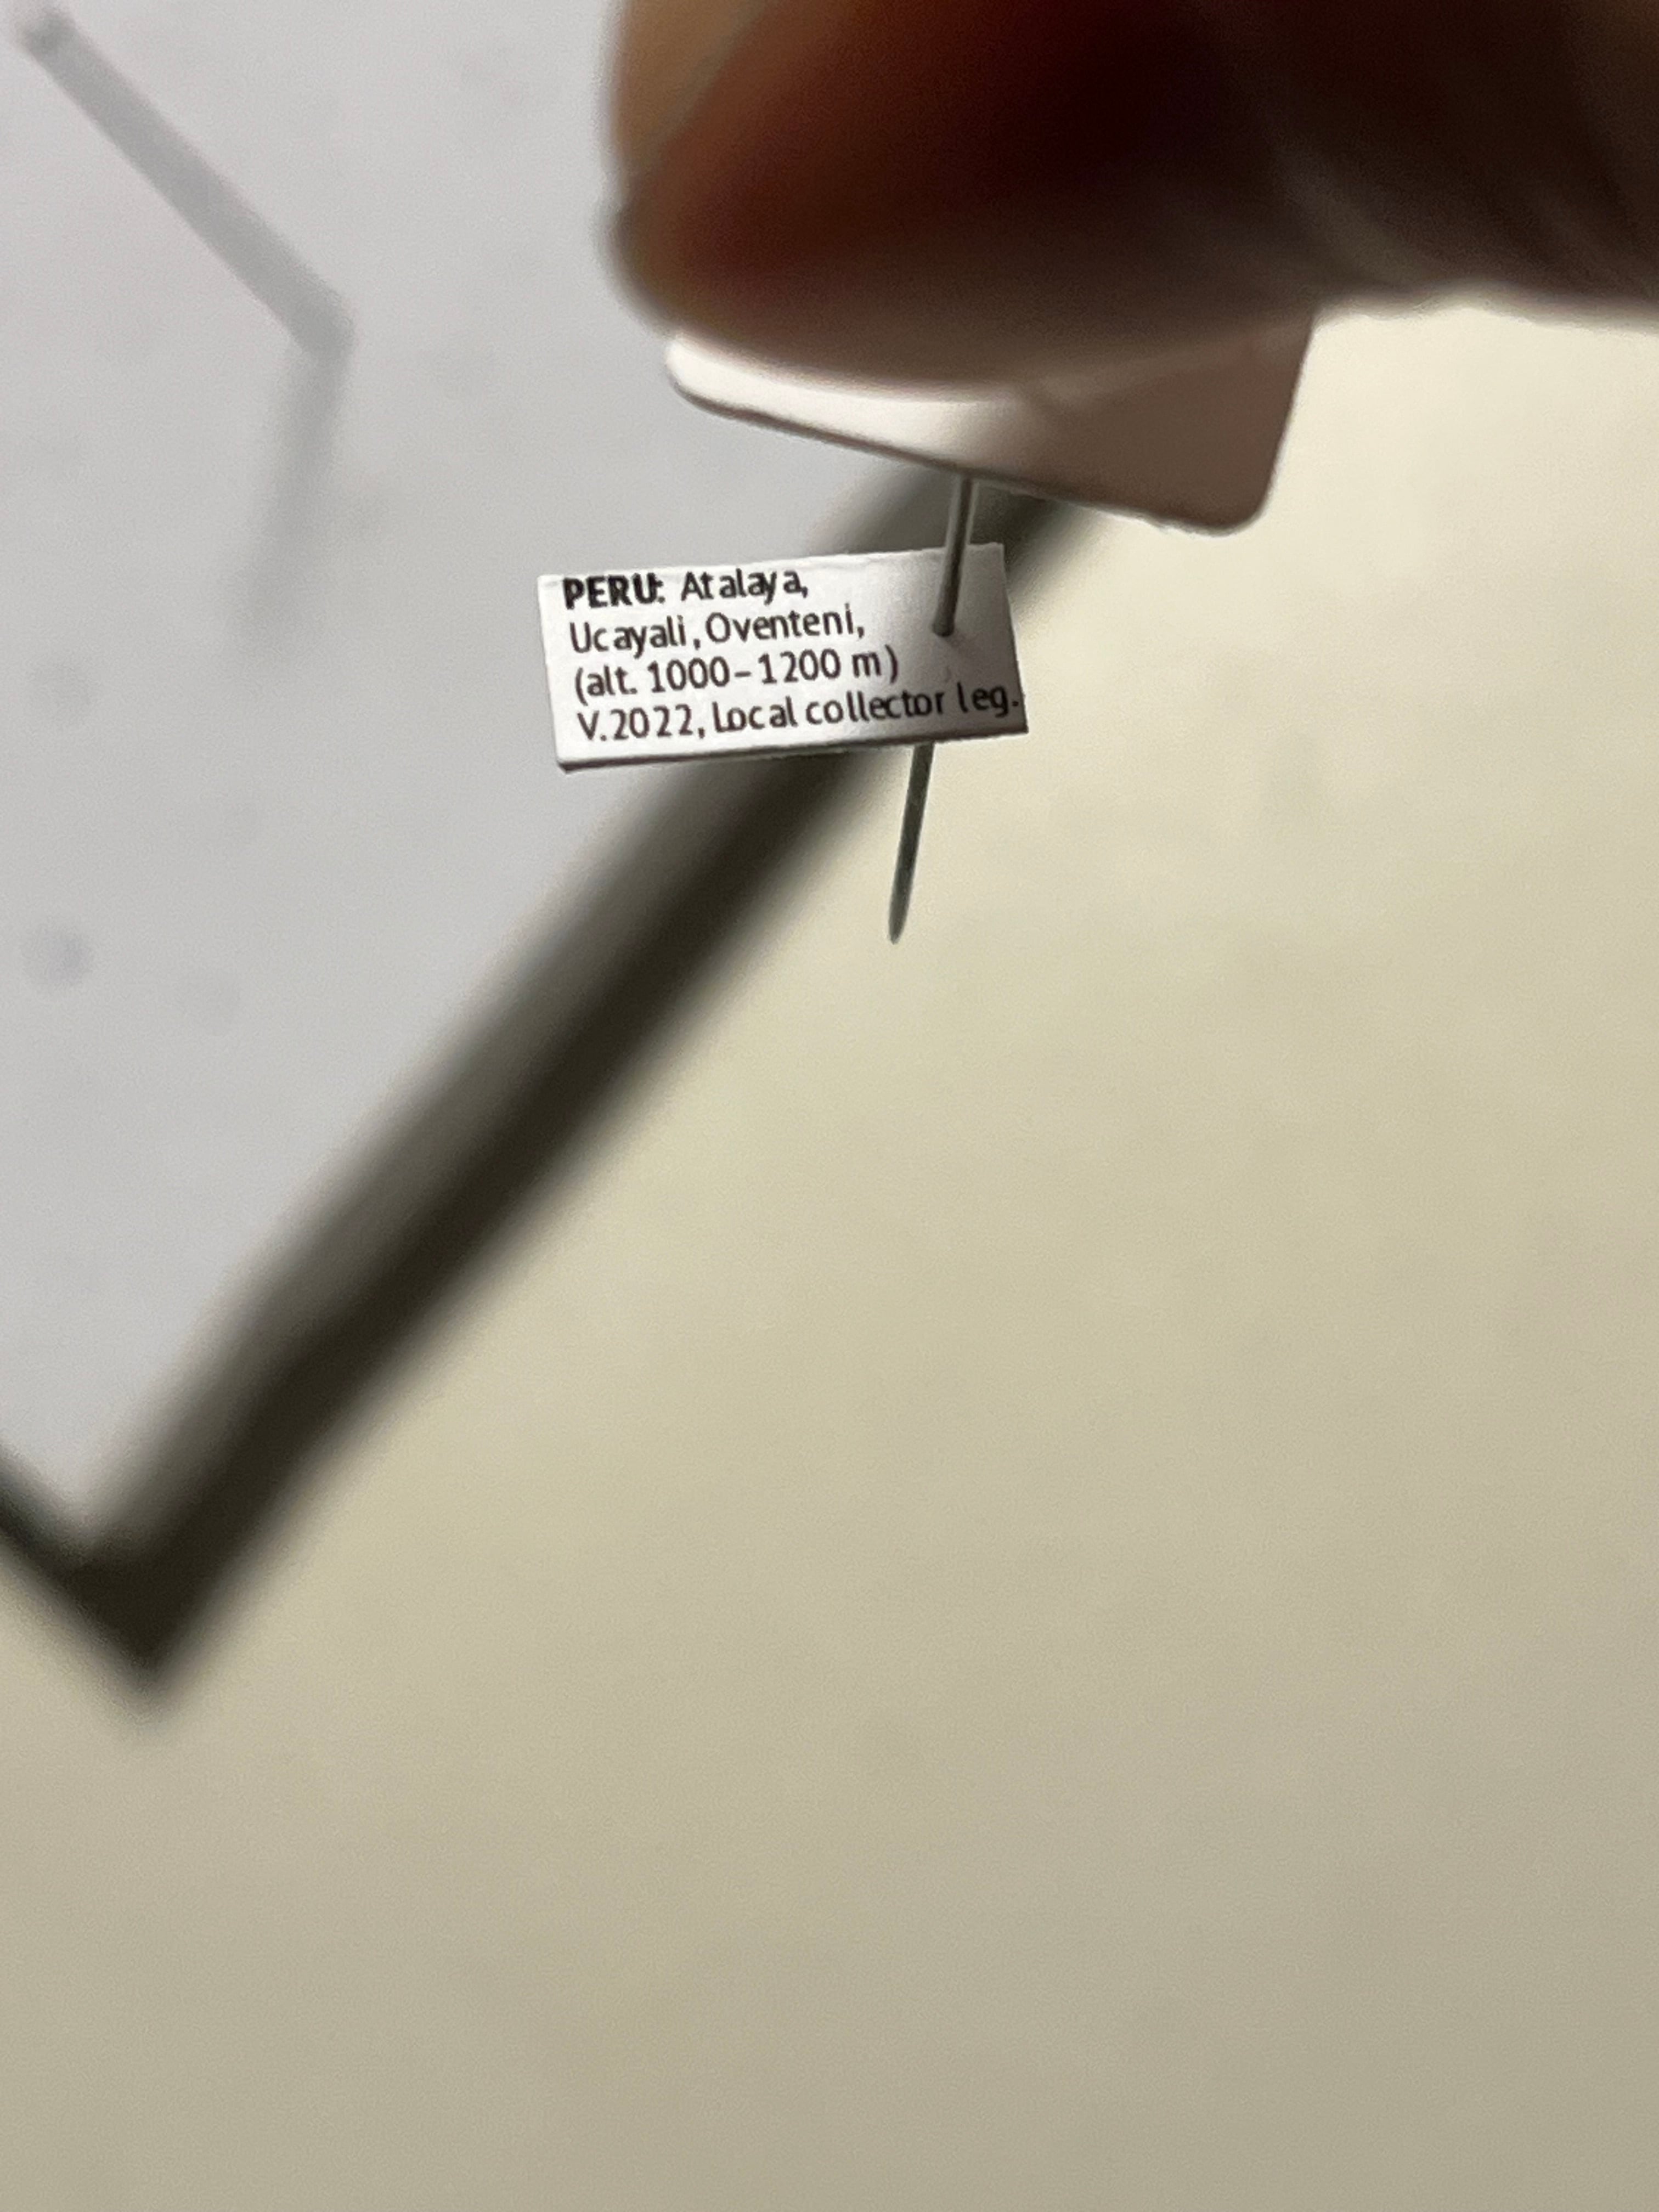 PERU: Atalaya,
Ucayali, Oventeni,
(alt. 1000–1200 m)
V.2022, Local collector leg.